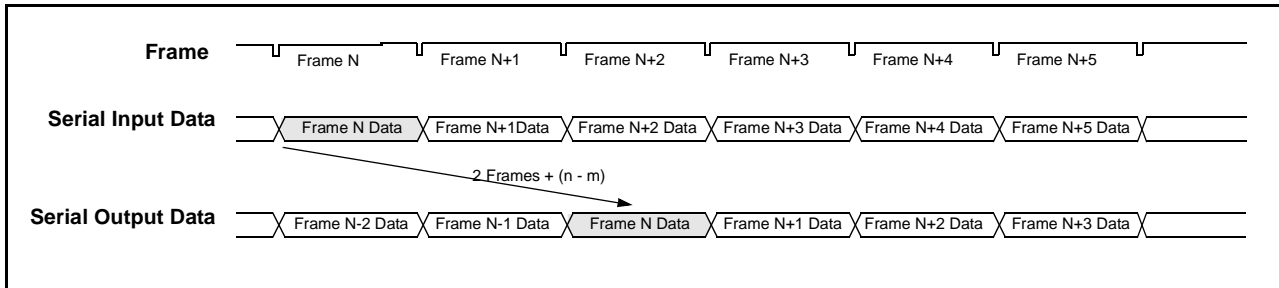 Frame
Frame N Frame N+1 Frame N+2 Frame N+3 Frame N+4 Frame N+5
Serial Input Data
Frame N Data Frame N+1Data Frame N+2 Data Frame N+3 Data Frame N+4 Data Frame N+5 Data
2 Frames + (n - m)
Serial Output Data
Frame N-2 Data Frame N-1 Data Frame N Data Frame N+1 Data Frame N+2 Data Frame N+3 Data